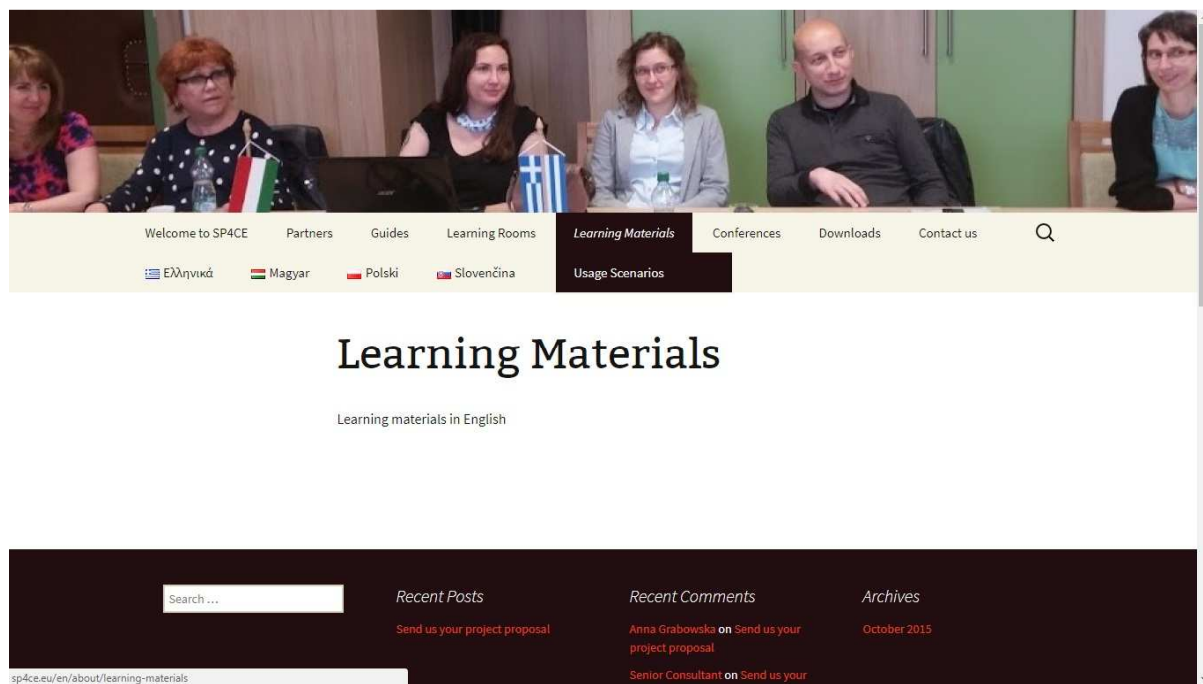 Welcome to SP4CE Partners Guides Learning Rooms Learning Materials Conferences Downloads Contact us
Ελληνικά Magyar Polski Slovenčina Usage Scenarios
Learning Materials
Learning materials in English
Search ...
Recent Posts
Send us your project proposal
Recent Comments
Anna Grabowska on Send us your
project proposal
Senior Consultant on Send us your
Archives
October 2015
sp4ce.eu/en/about/learning-materials